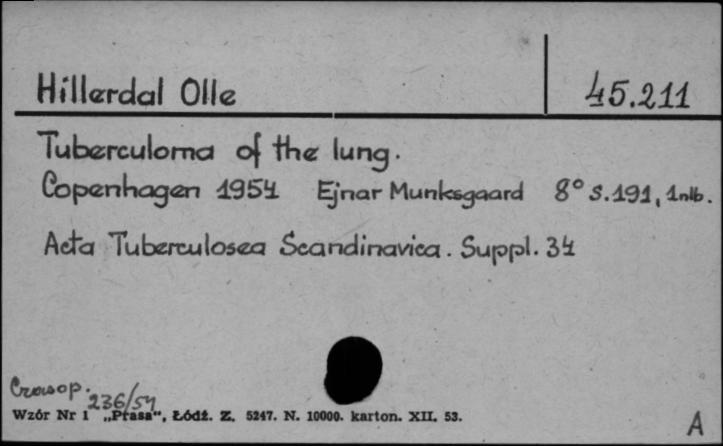 Hillerdal Olle 45.211
Tuberculoma of the lung.
Copenhagen 1954 Ejnar Munksgaard 8° S.191, 1nlb.
Acta Tuberculosea Scandinavica. Suppl. 34
Czasop. 236/54
Wzór Nr 1 „Prasa", Łódź. Z. 5247. N. 10000. karton. XII. 53.
A